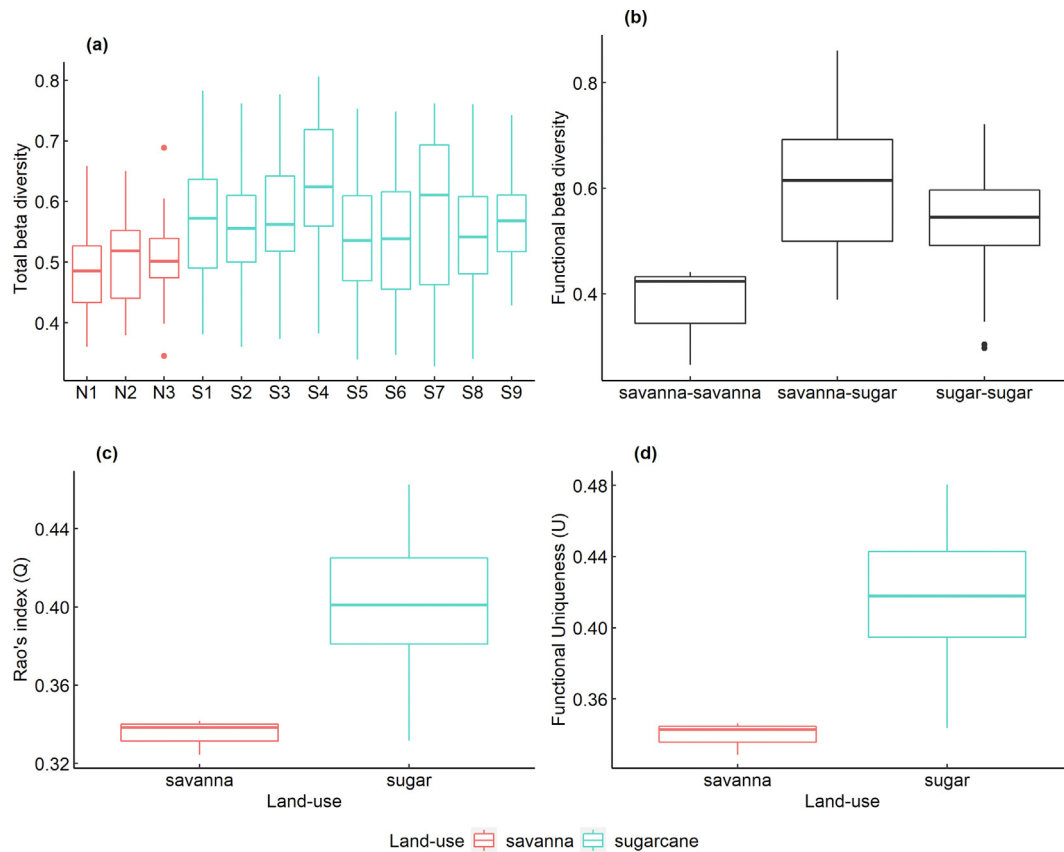 (a)
Total beta diversity
0.8
0.7
0.6
0.5
0.4
N1 N2 N3 S1 S2 S3 S4 S5 S6 S7 S8 S9
(b)
Functional beta diversity
0.8
0.6
0.4
savanna-savanna savanna-sugar sugar-sugar
(c)
Rao's index (Q)
0.44
0.40
0.36
0.32
savanna sugar
Land-use
(d)
Functional Uniqueness (U)
0.48
0.44
0.40
0.36
savanna sugar
Land-use
Land-use savanna sugarcane